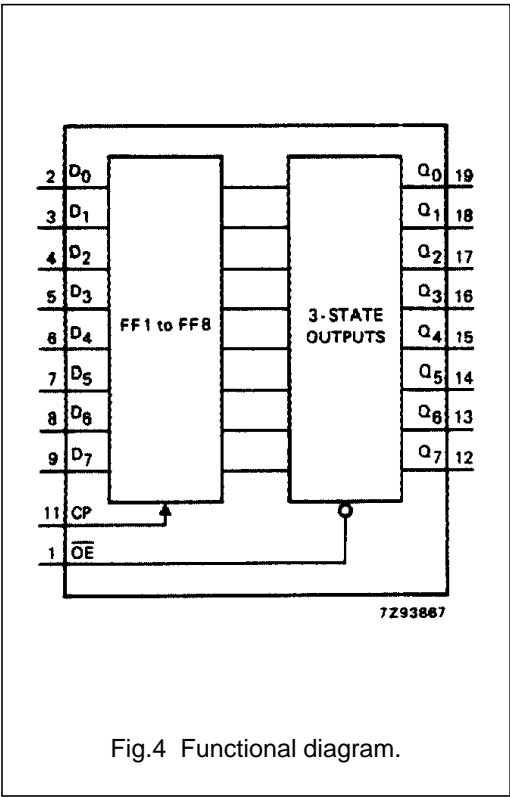 2 D0 Q0 19
3 D1 Q1 18
4 D2 Q2 17
5 D3 Q3 16
FF1 to FF8
3-STATE
OUTPUTS
6 D4 Q4 15
7 D5 Q5 14
8 D6 Q6 13
9 D7 Q7 12
11 CP
1 O̅E̅
7Z93867
Fig.4 Functional diagram.